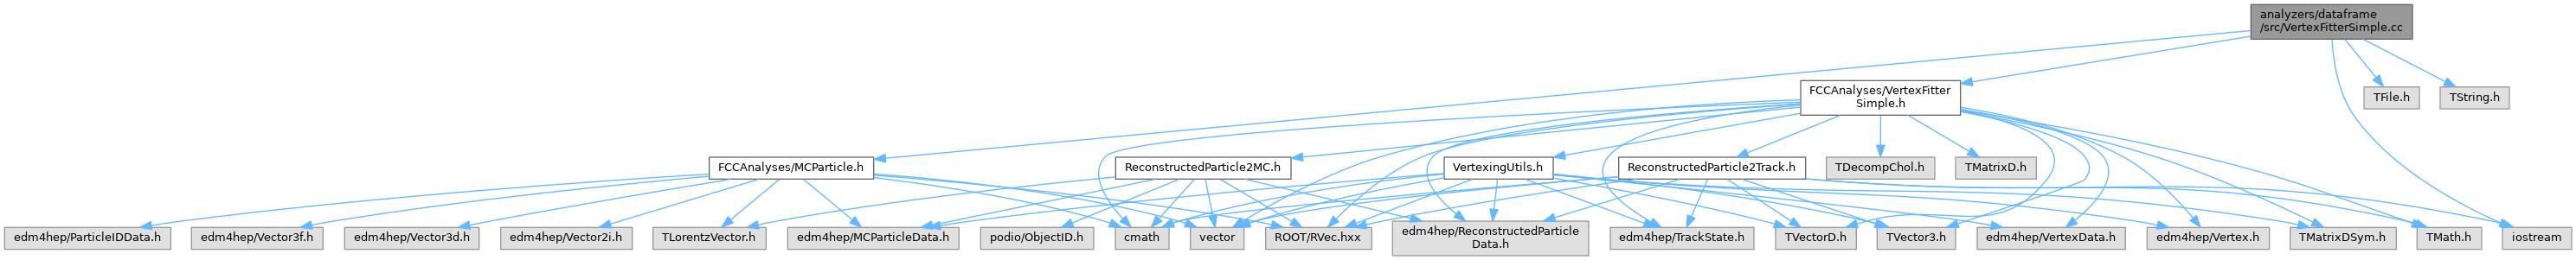 analyzers/dataframe
/src/VertexFitterSimple.cc
FCCAnalyses/VertexFitter
Simple.h
TFile.h
TString.h
FCCAnalyses/MCParticle.h
ReconstructedParticle2MC.h
VertexingUtils.h
ReconstructedParticle2Track.h
TDecompChol.h
TMatrixD.h
edm4hep/ParticleIDData.h
edm4hep/Vector3f.h
edm4hep/Vector3d.h
edm4hep/Vector2i.h
TLorentzVector.h
edm4hep/MCParticleData.h
podio/ObjectID.h
cmath
vector
ROOT/RVec.hxx
edm4hep/ReconstructedParticle
Data.h
edm4hep/TrackState.h
TVectorD.h
TVector3.h
edm4hep/VertexData.h
edm4hep/Vertex.h
TMatrixDSym.h
TMath.h
iostream